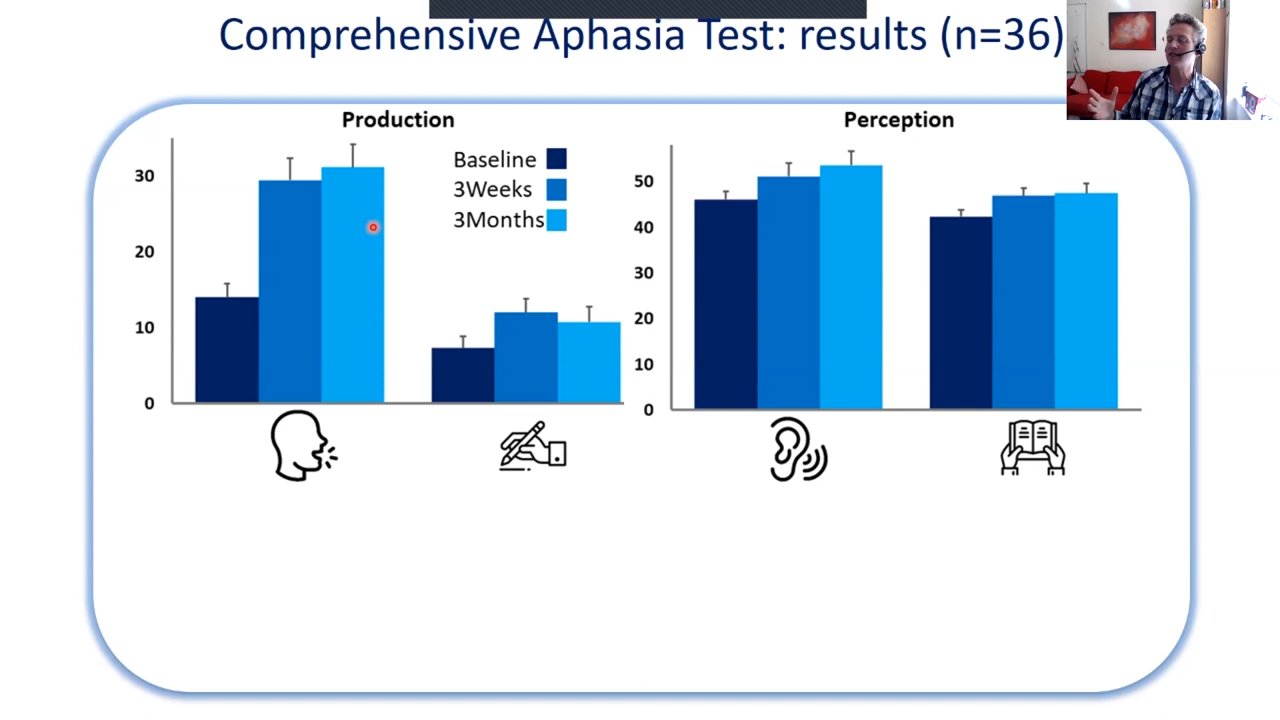 Comprehensive Aphasia Test: results (n=36)
Production
30
20
10
0
Baseline
3Weeks
3Months
Perception
50
40
30
20
10
0